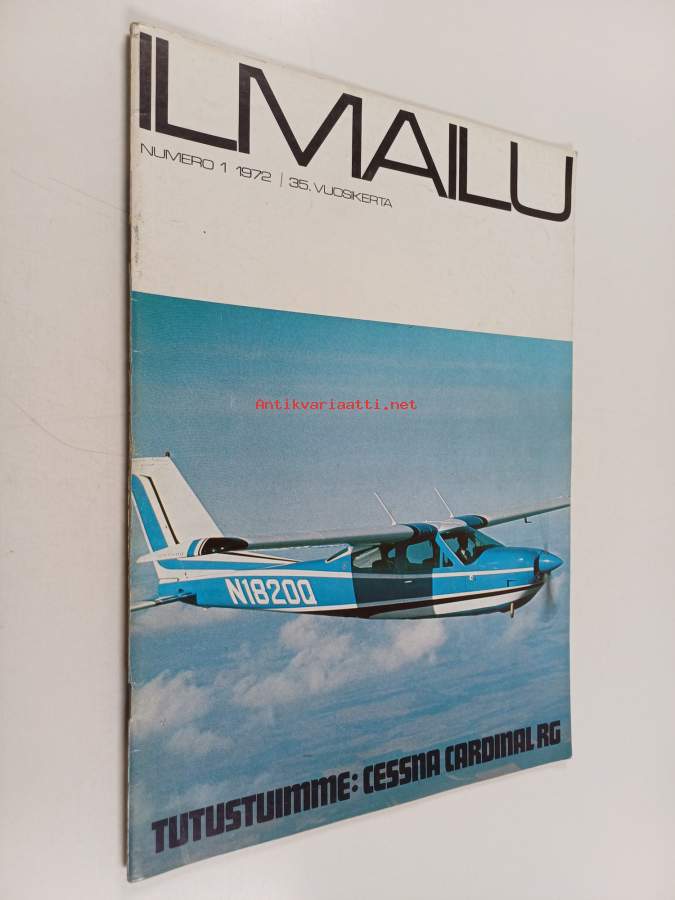 ILMAILU
NUMERO 1 1972 / 35. VUOSIKERTA
Antikvariaatti.net
N1820Q
TUTUSTUIMME: CESSNA CARDINAL RG